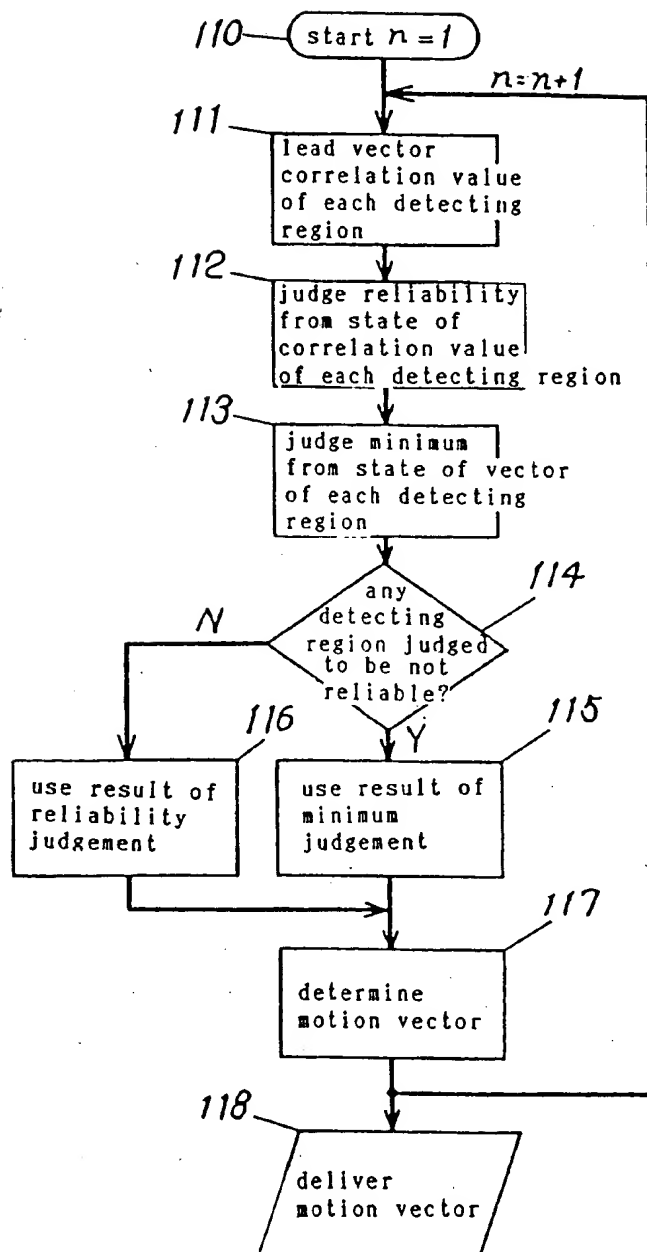 110
start n=1
n=n+1
111
lead vector
correlation value
of each detecting
region
112
judge reliability
from state of
correlation value
of each detecting region
113
judge minimum
from state of vector
of each detecting
region
114
any
detecting
region judged
to be not
reliable?
N
Y
116
use result of
reliability
judgement
115
use result of
minimum
judgement
117
determine
motion vector
118
deliver
motion vector